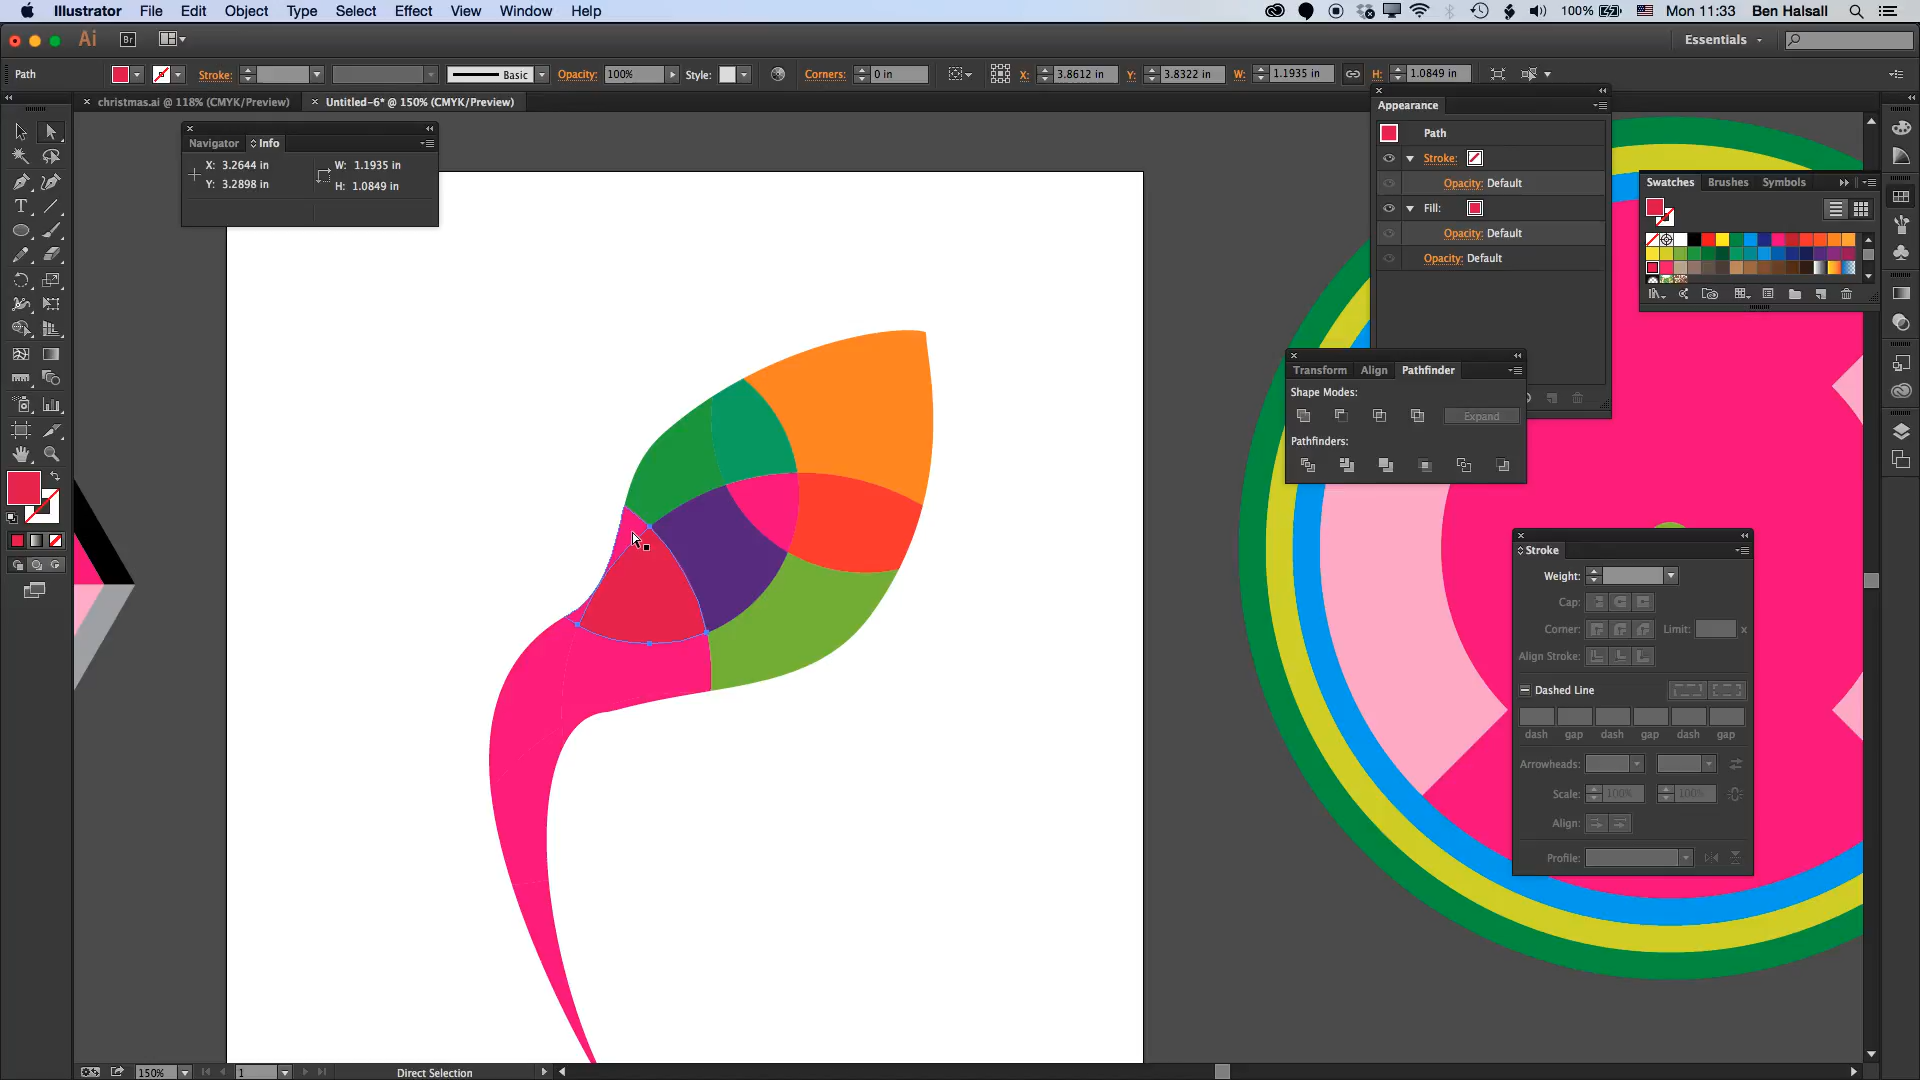 Illustrator File Edit Object Type Select Effect View Window Help 100% Mon 11:33 Ben Halsall
Ai Br Essentials
Path Stroke: Basic Opacity: 100% Style: Corners: 0 in X: 3.8612 in Y: 3.8322 in W: 1.1935 in H: 1.0849 in
× christmas.ai @ 118% (CMYK/Preview) × Untitled-6* @ 150% (CMYK/Preview)
Navigator Info
X: 3.2644 in W: 1.1935 in
Y: 3.2898 in H: 1.0849 in
Appearance
Path
Stroke:
Opacity: Default
Fill:
Opacity: Default
Opacity: Default
Swatches Brushes Symbols
Transform Align Pathfinder
Shape Modes:
Expand
Pathfinders:
Stroke
Weight:
Cap:
Corner: Limit: x
Align Stroke:
Dashed Line
dash gap dash gap dash gap
Arrowheads:
Scale: 100% 100%
Align:
Profile:
150% 1 Direct Selection